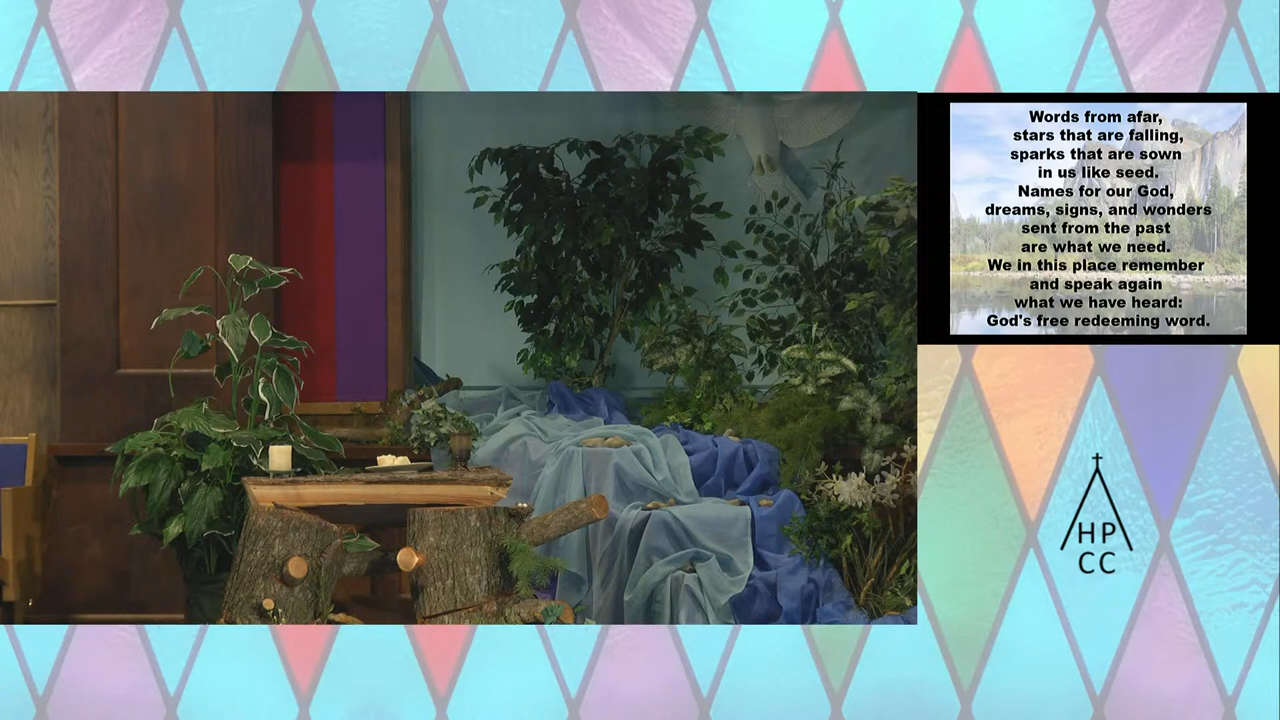 Words from afar,
stars that are falling,
sparks that are sown
in us like seed.
Names for our God,
dreams, signs, and wonders
sent from the past
are what we need.
We in this place remember
and speak again
what we have heard:
God's free redeeming word.
HP
CC